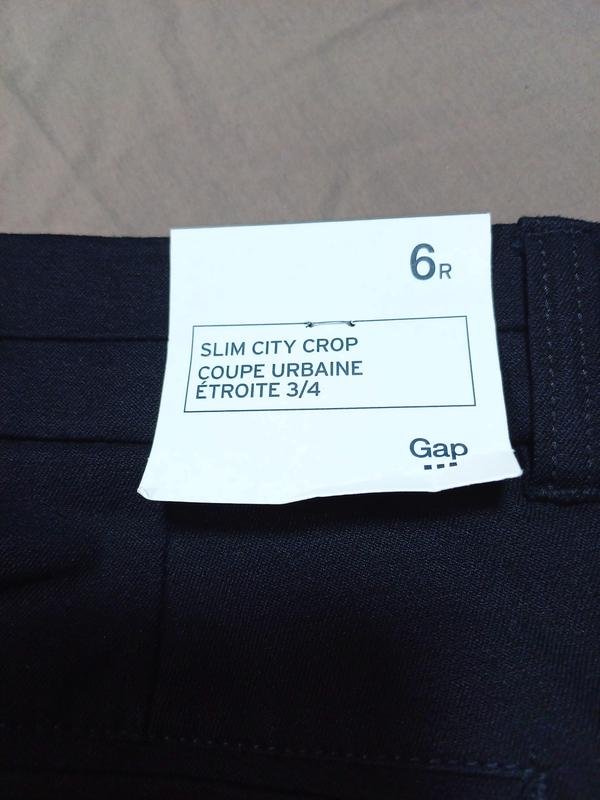 6R
SLIM CITY CROP
COUPE URBAINE
ÉTROITE 3/4
Gap